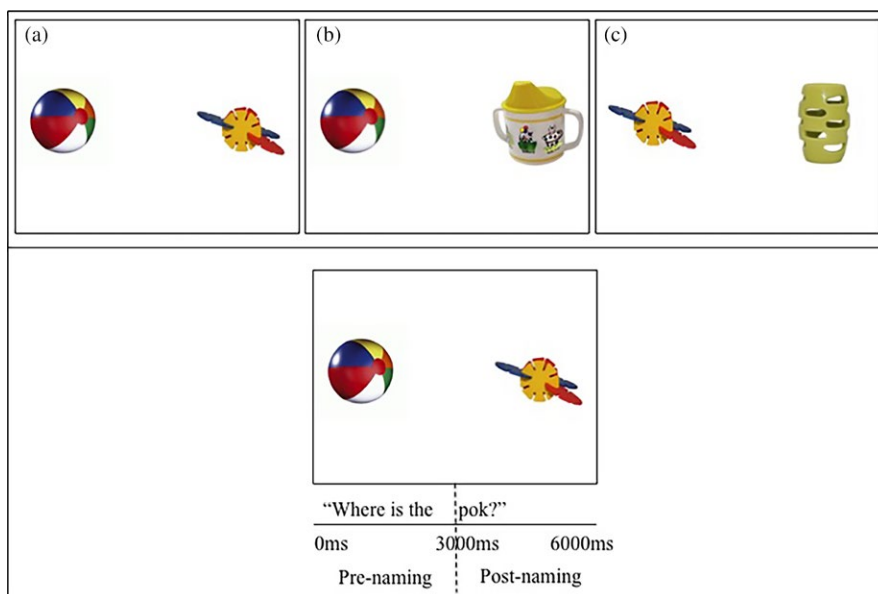 (a)
(b)
(c)
“Where is the pok?”
0ms 3000ms 6000ms
Pre-naming Post-naming